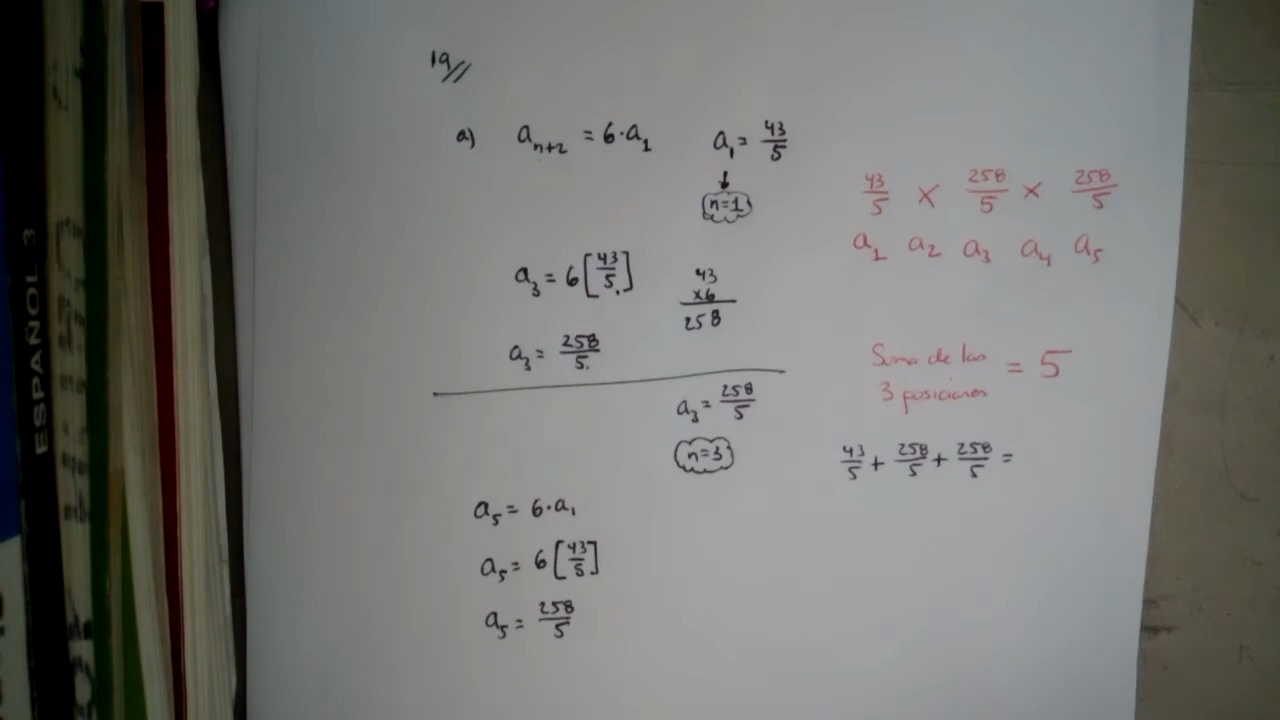 ESPAÑOL 3
19//
a) aₙ₊₂ = 6·a₁ a₁ = 43/5
n=1
a₃ = 6[43/5] 43
×6
258
a₃ = 258/5
a₃ = 258/5
n=3
a₅ = 6·a₁
a₅ = 6[43/5]
a₅ = 258/5
43/5 × 258/5 × 258/5
a₁ a₂ a₃ a₄ a₅
Suma de las
3 posiciones = 5
43/5 + 258/5 + 258/5 =